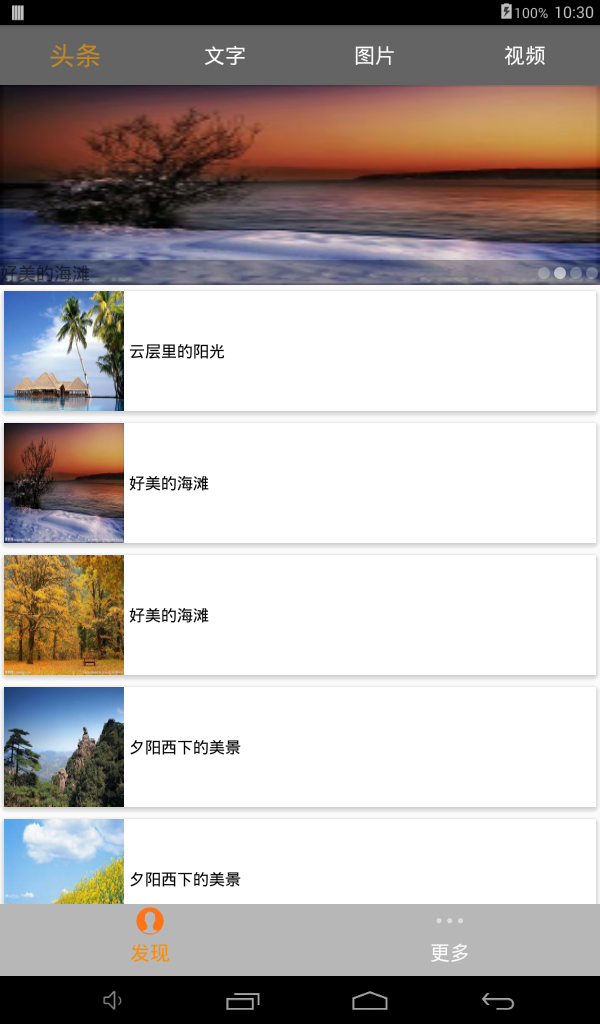 100% 10:30
头条 文字 图片 视频
好美的海滩
云层里的阳光
好美的海滩
好美的海滩
夕阳西下的美景
夕阳西下的美景
发现 更多